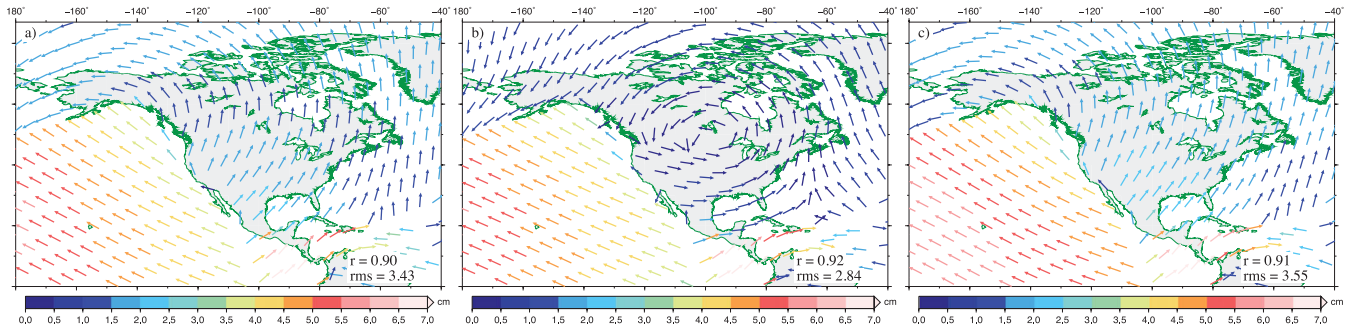 180° -160 -140 -120 -100 -80 -60 -40°
a)
r = 0.90
rms = 3.43
cm
0,0 0,5 1,0 1,5 2,0 2,5 3,0 3,5 4,0 4,5 5,0 5,5 6,0 6,5 7,0
180° -160 -140 -120 -100 -80 -60 -40°
b)
r = 0.92
rms = 2.84
cm
0,0 0,5 1,0 1,5 2,0 2,5 3,0 3,5 4,0 4,5 5,0 5,5 6,0 6,5 7,0
180° -160 -140 -120 -100 -80 -60 -40°
c)
r = 0.91
rms = 3.55
cm
0,0 0,5 1,0 1,5 2,0 2,5 3,0 3,5 4,0 4,5 5,0 5,5 6,0 6,5 7,0